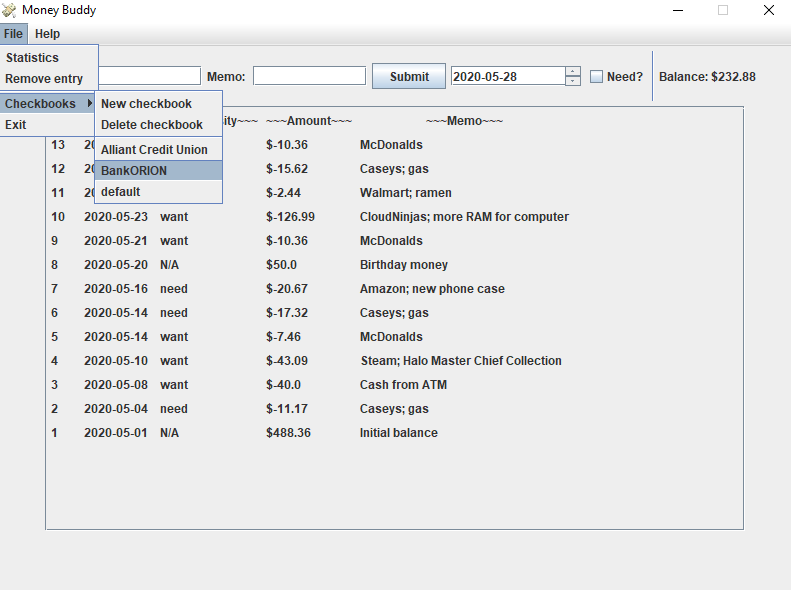 Money Buddy
File Help
Statistics
Remove entry
Memo: Submit 2020-05-28 Need? Balance: $232.88
Checkbooks New checkbook
Exit Delete checkbook
Alliant Credit Union
BankORION
default
ity~~~ ~~~Amount~~~ ~~~Memo~~~
13 20 $-10.36 McDonalds
12 20 $-15.62 Caseys; gas
11 20 $-2.44 Walmart; ramen
10 2020-05-23 want $-126.99 CloudNinjas; more RAM for computer
9 2020-05-21 want $-10.36 McDonalds
8 2020-05-20 N/A $50.0 Birthday money
7 2020-05-16 need $-20.67 Amazon; new phone case
6 2020-05-14 need $-17.32 Caseys; gas
5 2020-05-14 want $-7.46 McDonalds
4 2020-05-10 want $-43.09 Steam; Halo Master Chief Collection
3 2020-05-08 want $-40.0 Cash from ATM
2 2020-05-04 need $-11.17 Caseys; gas
1 2020-05-01 N/A $488.36 Initial balance